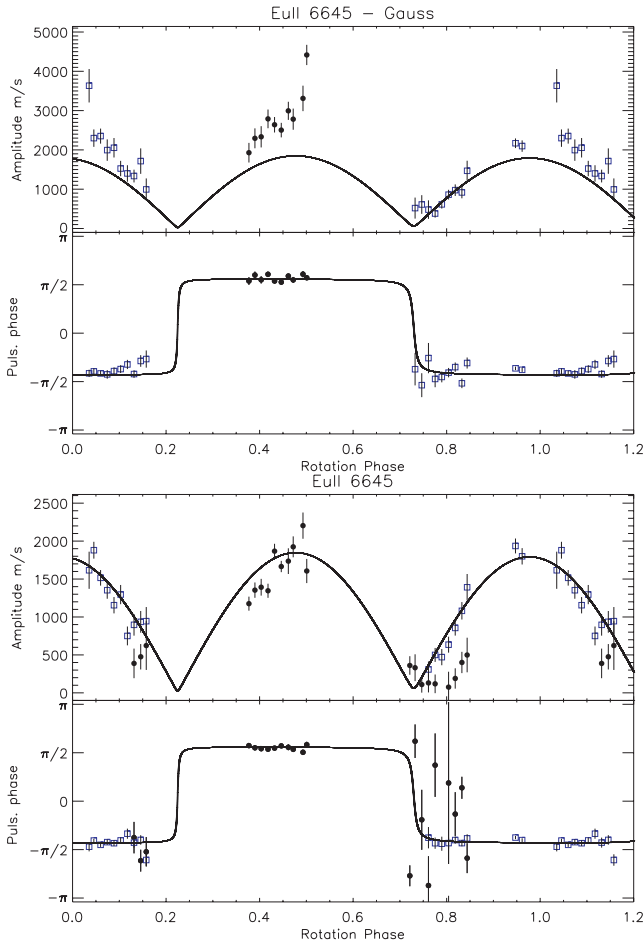 EuII 6645 – Gauss
5000
4000
3000
2000
1000
0
Amplitude m/s
π
π/2
0
−π/2
−π
Puls. phase
0.0 0.2 0.4 0.6 0.8 1.0 1.2
Rotation Phase
EuII 6645
2500
2000
1500
1000
500
0
Amplitude m/s
π
π/2
0
−π/2
−π
Puls. phase
0.0 0.2 0.4 0.6 0.8 1.0 1.2
Rotation Phase